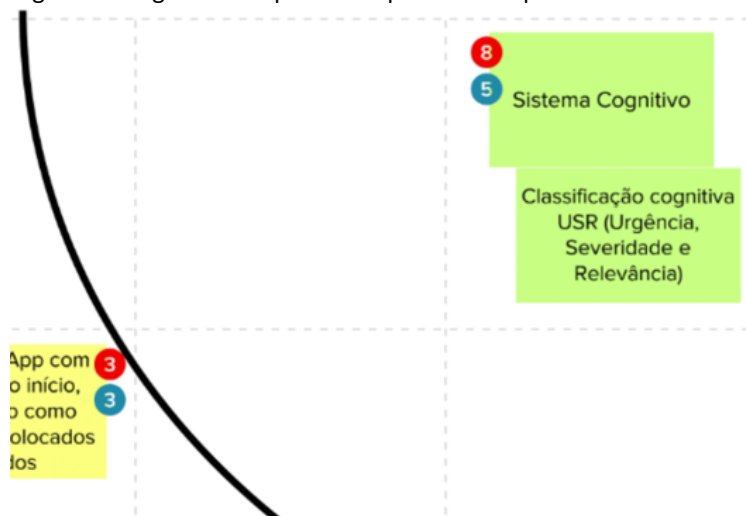 8
5
Sistema Cognitivo
Classificação cognitiva
USR (Urgência,
Severidade e
Relevância)
App com
3
o início,
3
o como
olocados
dos